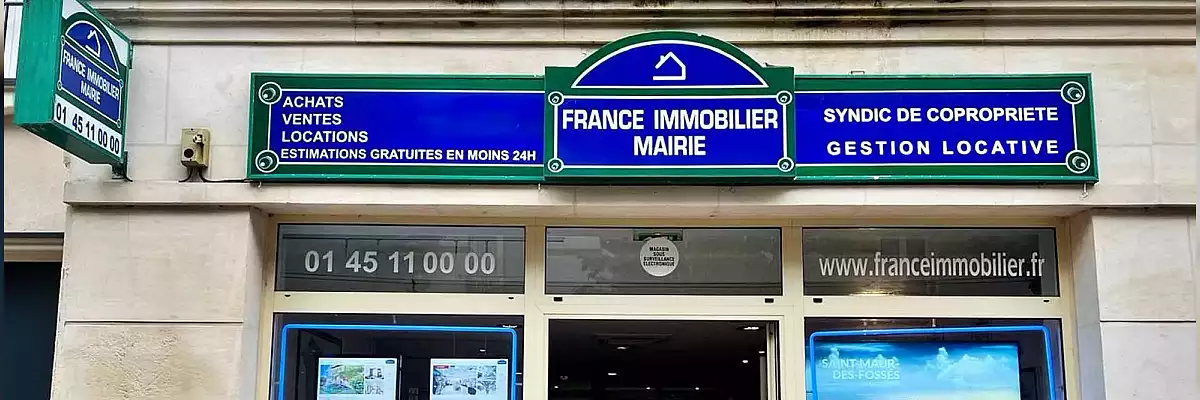 FRANCE IMMOBILIER
MAIRIE
01 45 11 00 00
ACHATS
VENTES
LOCATIONS
ESTIMATIONS GRATUITES EN MOINS 24H
FRANCE IMMOBILIER
MAIRIE
SYNDIC DE COPROPRIETE
GESTION LOCATIVE
01 45 11 00 00
MAGASIN
SOUS
SURVEILLANCE
ÉLECTRONIQUE
www.franceimmobilier.fr
SAINT-MAUR-
DES-FOSSÉS